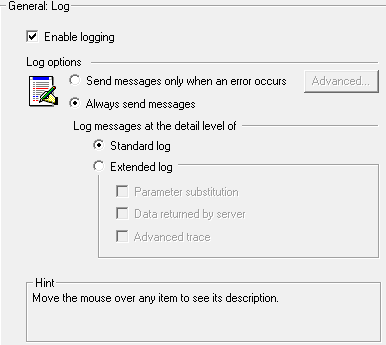 General: Log
Enable logging
Log options
Send messages only when an error occurs
Advanced...
Always send messages
Log messages at the detail level of
Standard log
Extended log
Parameter substitution
Data returned by server
Advanced trace
Hint
Move the mouse over any item to see its description.